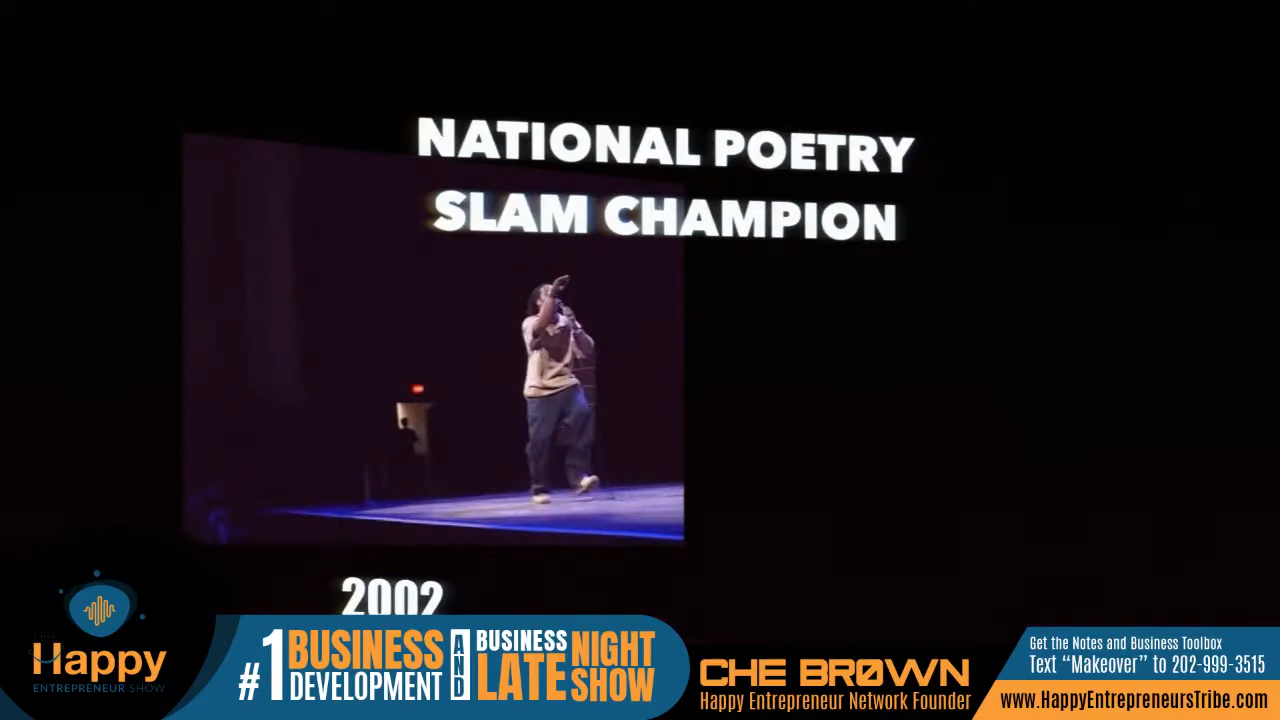 NATIONAL POETRY
SLAM CHAMPION
2002
Happy
ENTREPRENEUR SHOW
#1 BUSINESS DEVELOPMENT AND BUSINESS LATE NIGHT SHOW
CHE BRØWN
Happy Entrepreneur Network Founder
Get the Notes and Business Toolbox
Text “Makeover” to 202-999-3515
www.HappyEntrepreneursTribe.com